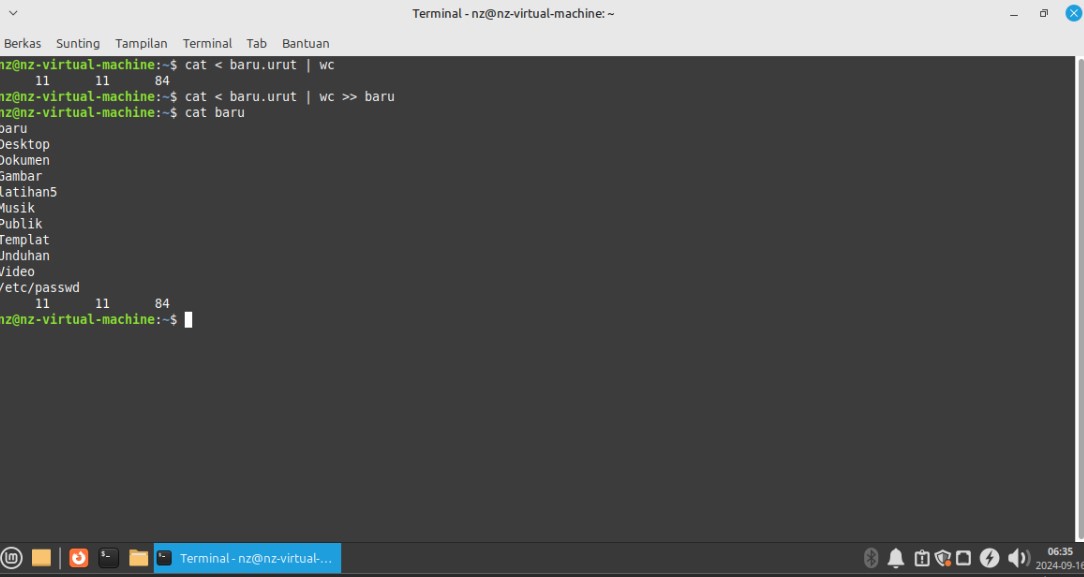 Terminal - nz@nz-virtual-machine: ~
Berkas Sunting Tampilan Terminal Tab Bantuan
nz@nz-virtual-machine:~$ cat < baru.urut | wc
     11      11      84
nz@nz-virtual-machine:~$ cat < baru.urut | wc >> baru
nz@nz-virtual-machine:~$ cat baru
baru
Desktop
Dokumen
Gambar
latihan5
Musik
Publik
Templat
Unduhan
Video
/etc/passwd
     11      11      84
nz@nz-virtual-machine:~$
Terminal - nz@nz-virtual-...
06:35
2024-09-16